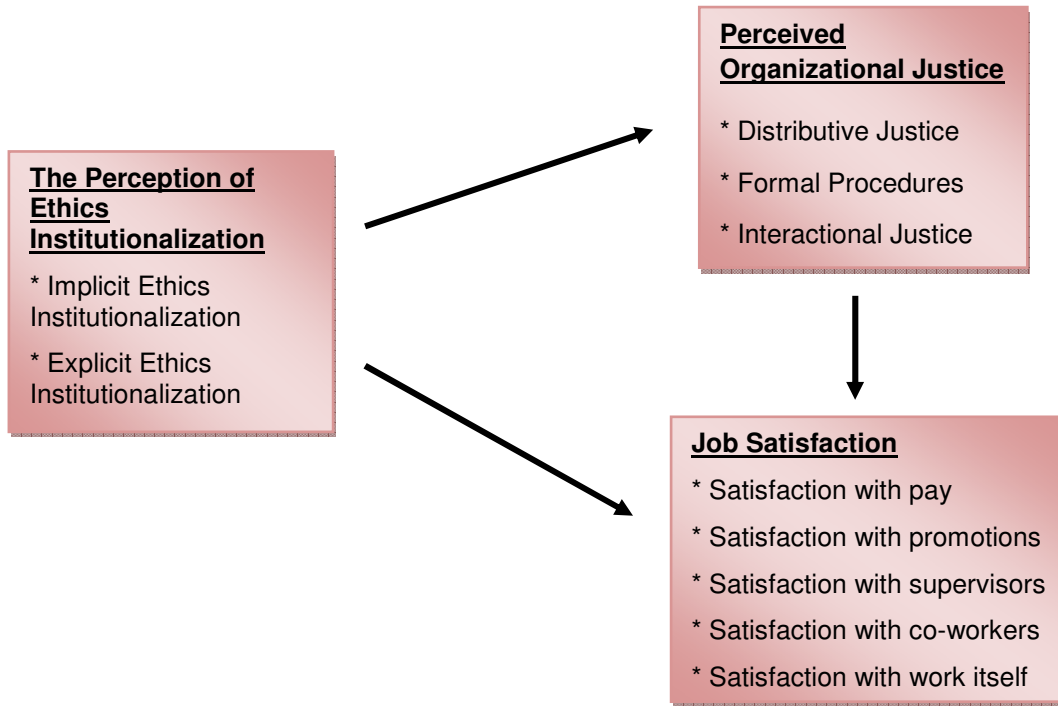 The Perception of
Ethics
Institutionalization
* Implicit Ethics
Institutionalization
* Explicit Ethics
Institutionalization
Perceived
Organizational Justice
* Distributive Justice
* Formal Procedures
* Interactional Justice
Job Satisfaction
* Satisfaction with pay
* Satisfaction with promotions
* Satisfaction with supervisors
* Satisfaction with co-workers
* Satisfaction with work itself